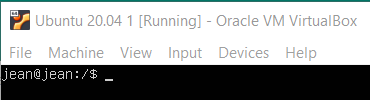 Ubuntu 20.04 1 [Running] - Oracle VM VirtualBox
File Machine View Input Devices Help
jean@jean:/$ _